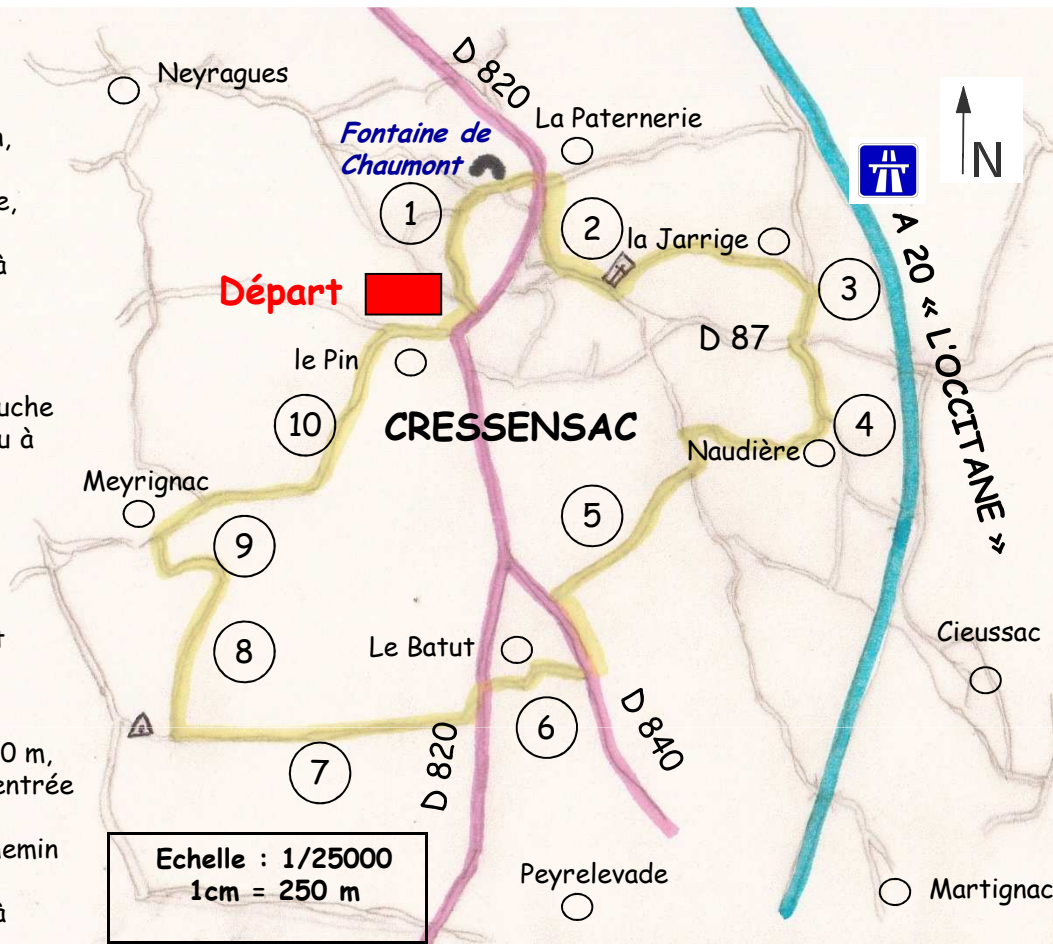 Neyragues
D 820
La Paternerie
N
Fontaine de
Chaumont
1
2
la Jarrige
A 20 « L'OCCITANE »
e,
à
Départ
3
D 87
le Pin
uche
10
CRESSENSAC
4
u à
Naudière
Meyrignac
5
9
t
8
Le Batut
Cieussac
6
D 840
0 m,
D 820
7
entrée
emin
Echelle : 1/25000
1cm = 250 m
Peyrelevade
Martignac
à